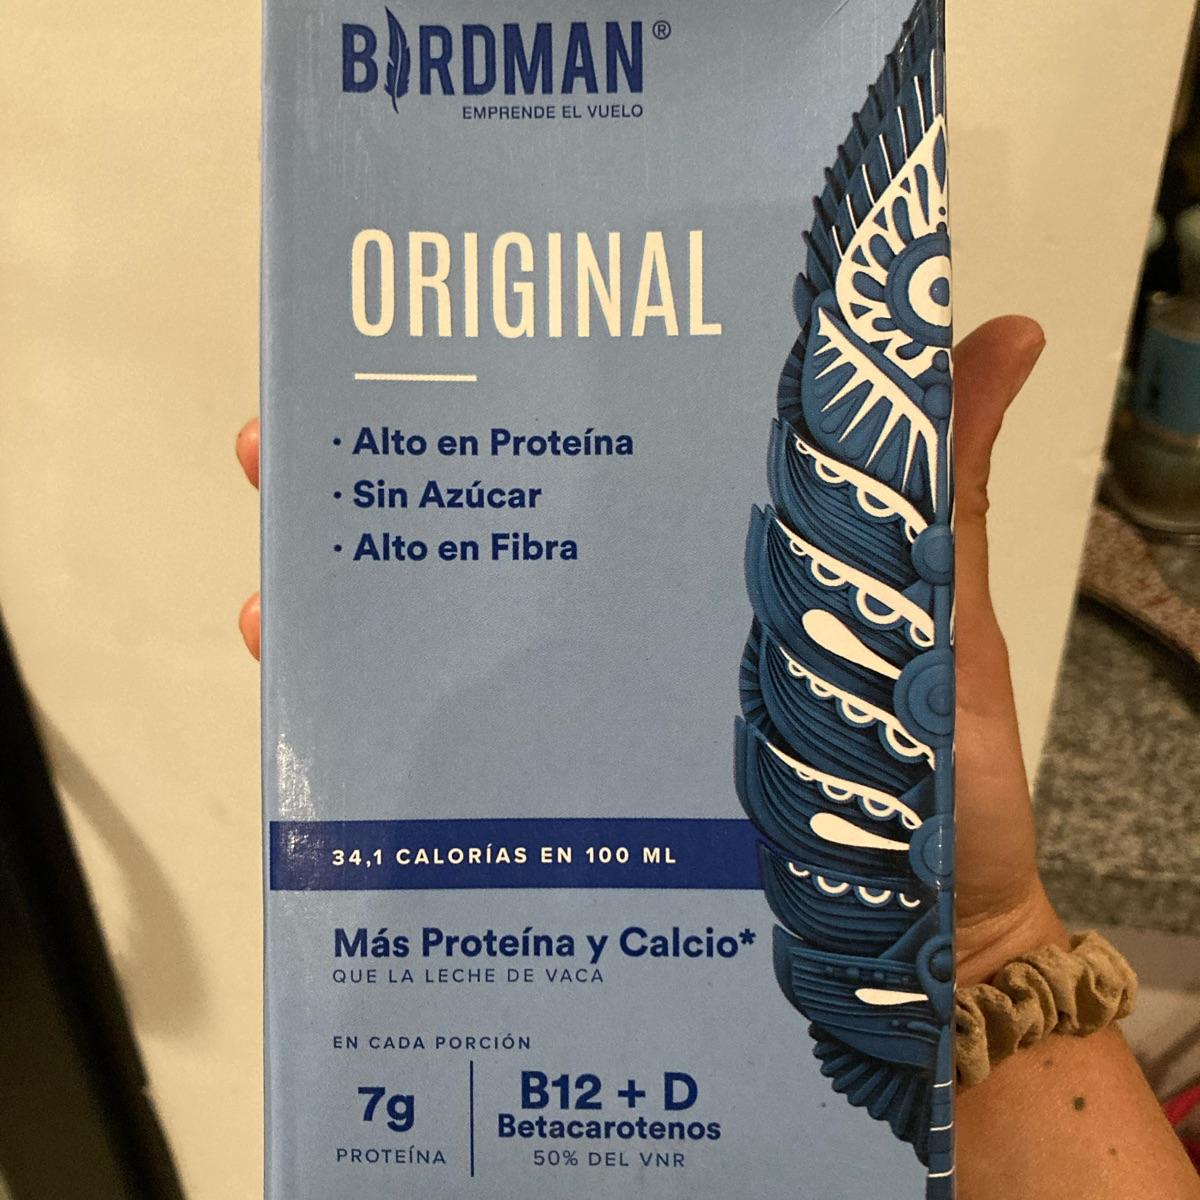 BIRDMAN®
EMPRENDE EL VUELO
ORIGINAL
· Alto en Proteína
· Sin Azúcar
· Alto en Fibra
34,1 CALORÍAS EN 100 ML
Más Proteína y Calcio*
QUE LA LECHE DE VACA
EN CADA PORCIÓN
7g
PROTEÍNA
B12 + D
Betacarotenos
50% DEL VNR